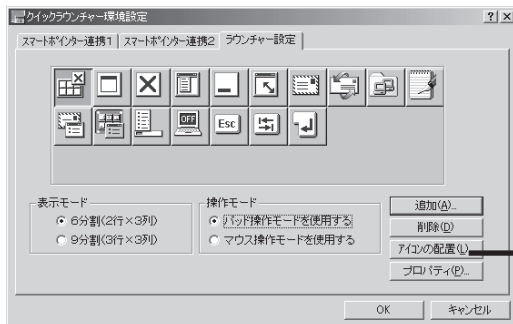 クイックラウンチャー環境設定
スマートポインター連携1 スマートポインター連携2 ラウンチャー設定
OFF
Esc
表示モード
6分割(2行×3列)
9分割(3行×3列)
操作モード
パッド操作モードを使用する
マウス操作モードを使用する
追加(A)...
削除(D)
アイコンの配置(L)
プロパティ(P)...
OK キャンセル